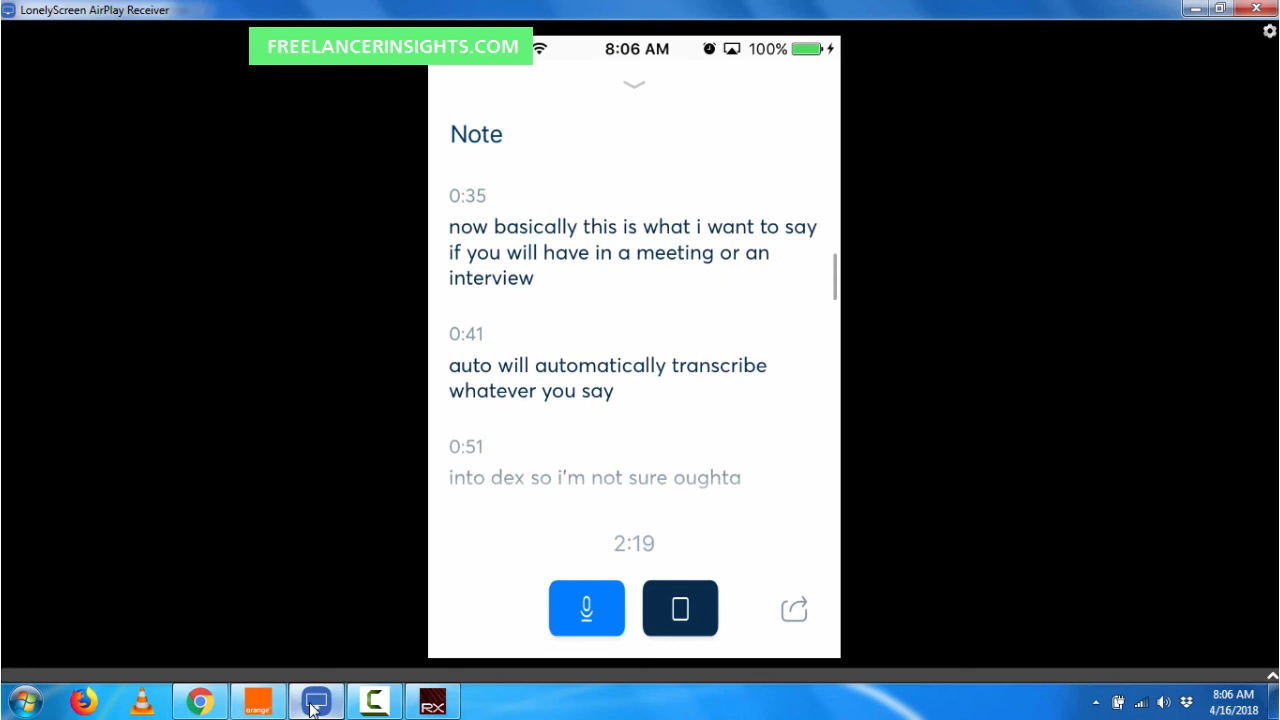 LonelyScreen AirPlay Receiver
FREELANCERINSIGHTS.COM
8:06 AM
100%
Note
0:35
now basically this is what i want to say
if you will have in a meeting or an
interview
0:41
auto will automatically transcribe
whatever you say
0:51
into dex so i'm not sure oughta
2:19
orange
RX
8:06 AM
4/16/2018